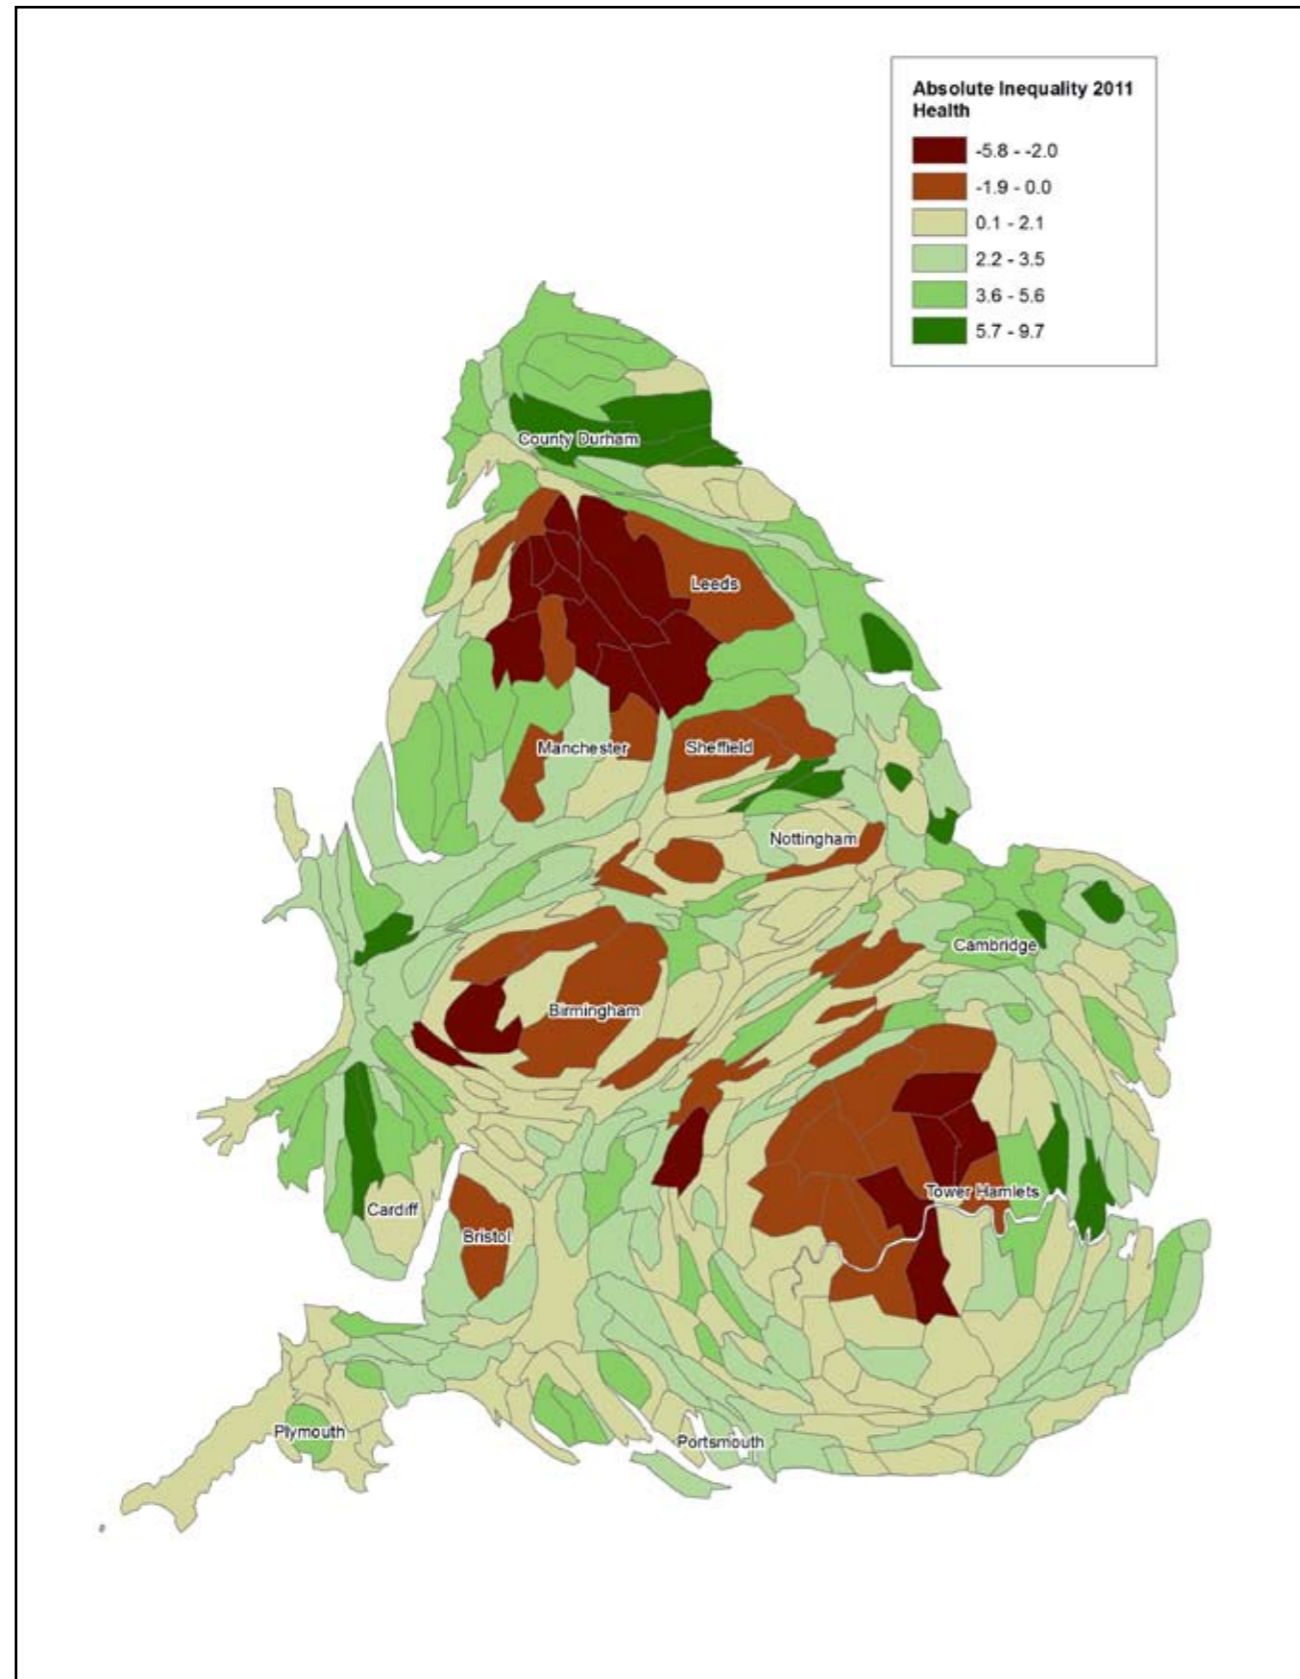 Absolute Inequality 2011
Health
-5.8 - -2.0
-1.9 - 0.0
0.1 - 2.1
2.2 - 3.5
3.6 - 5.6
5.7 - 9.7
County Durham
Leeds
Manchester
Sheffield
Nottingham
Cambridge
Birmingham
Tower Hamlets
Cardiff
Bristol
Plymouth
Portsmouth